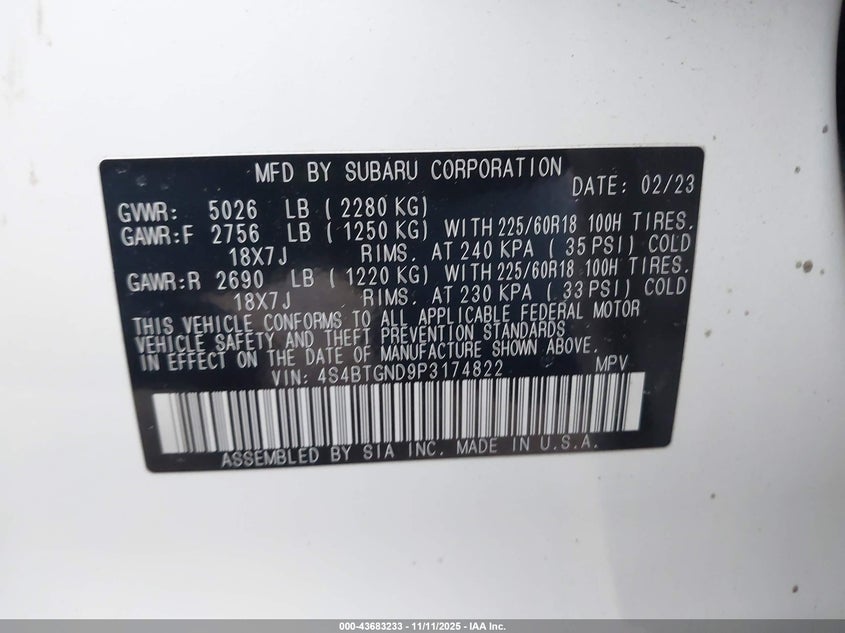 MFD BY SUBARU CORPORATION DATE: 02/23
GVWR: 5026 LB ( 2280 KG)
GAWR:F 2756 LB ( 1250 KG) WITH 225/60R18 100H TIRES.
18X7J RIMS. AT 240 KPA ( 35 PSI) COLD
GAWR:R 2690 LB ( 1220 KG) WITH 225/60R18 100H TIRES.
18X7J RIMS. AT 230 KPA ( 33 PSI) COLD
THIS VEHICLE CONFORMS TO ALL APPLICABLE FEDERAL MOTOR
VEHICLE SAFETY AND THEFT PREVENTION STANDARDS
IN EFFECT ON THE DATE OF MANUFACTURE SHOWN ABOVE.
VIN: 4S4BTGND9P3174822 MPV
ASSEMBLED BY SIA INC. MADE IN U.S.A.
000-43683233 - 11/11/2025 - IAA Inc.